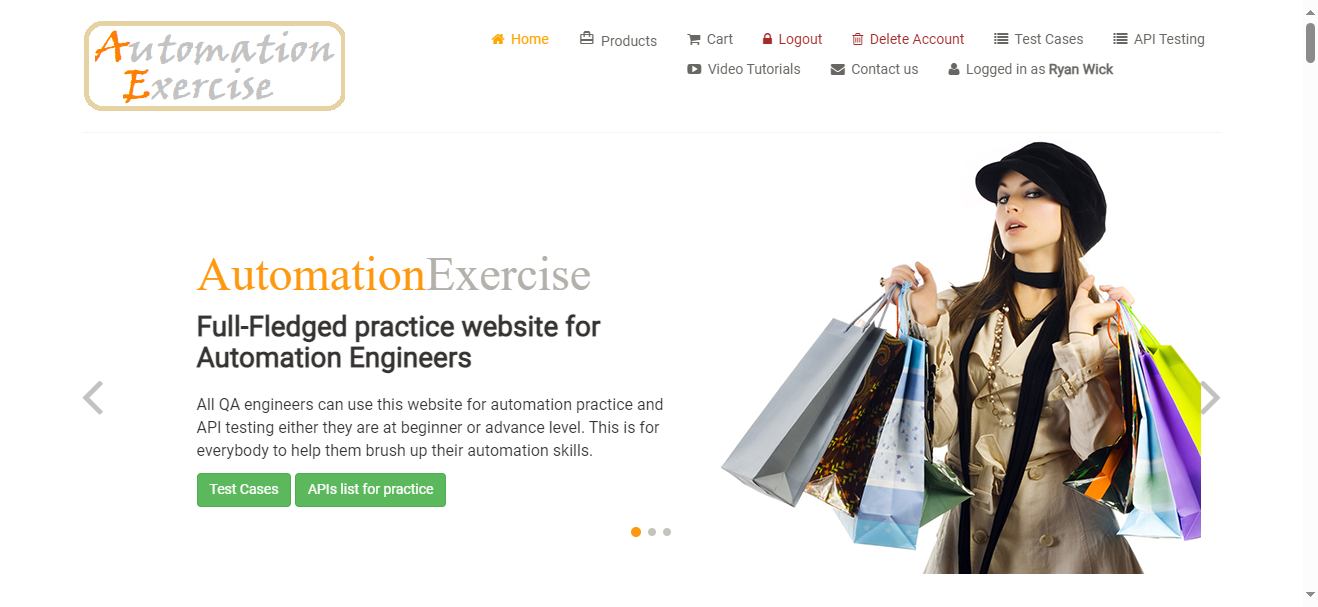 Automation
Exercise
Home
Products
Cart
Logout
Delete Account
Test Cases
API Testing
Video Tutorials
Contact us
Logged in as Ryan Wick
AutomationExercise
Full-Fledged practice website for
Automation Engineers
All QA engineers can use this website for automation practice and
API testing either they are at beginner or advance level. This is for
everybody to help them brush up their automation skills.
Test Cases
APIs list for practice